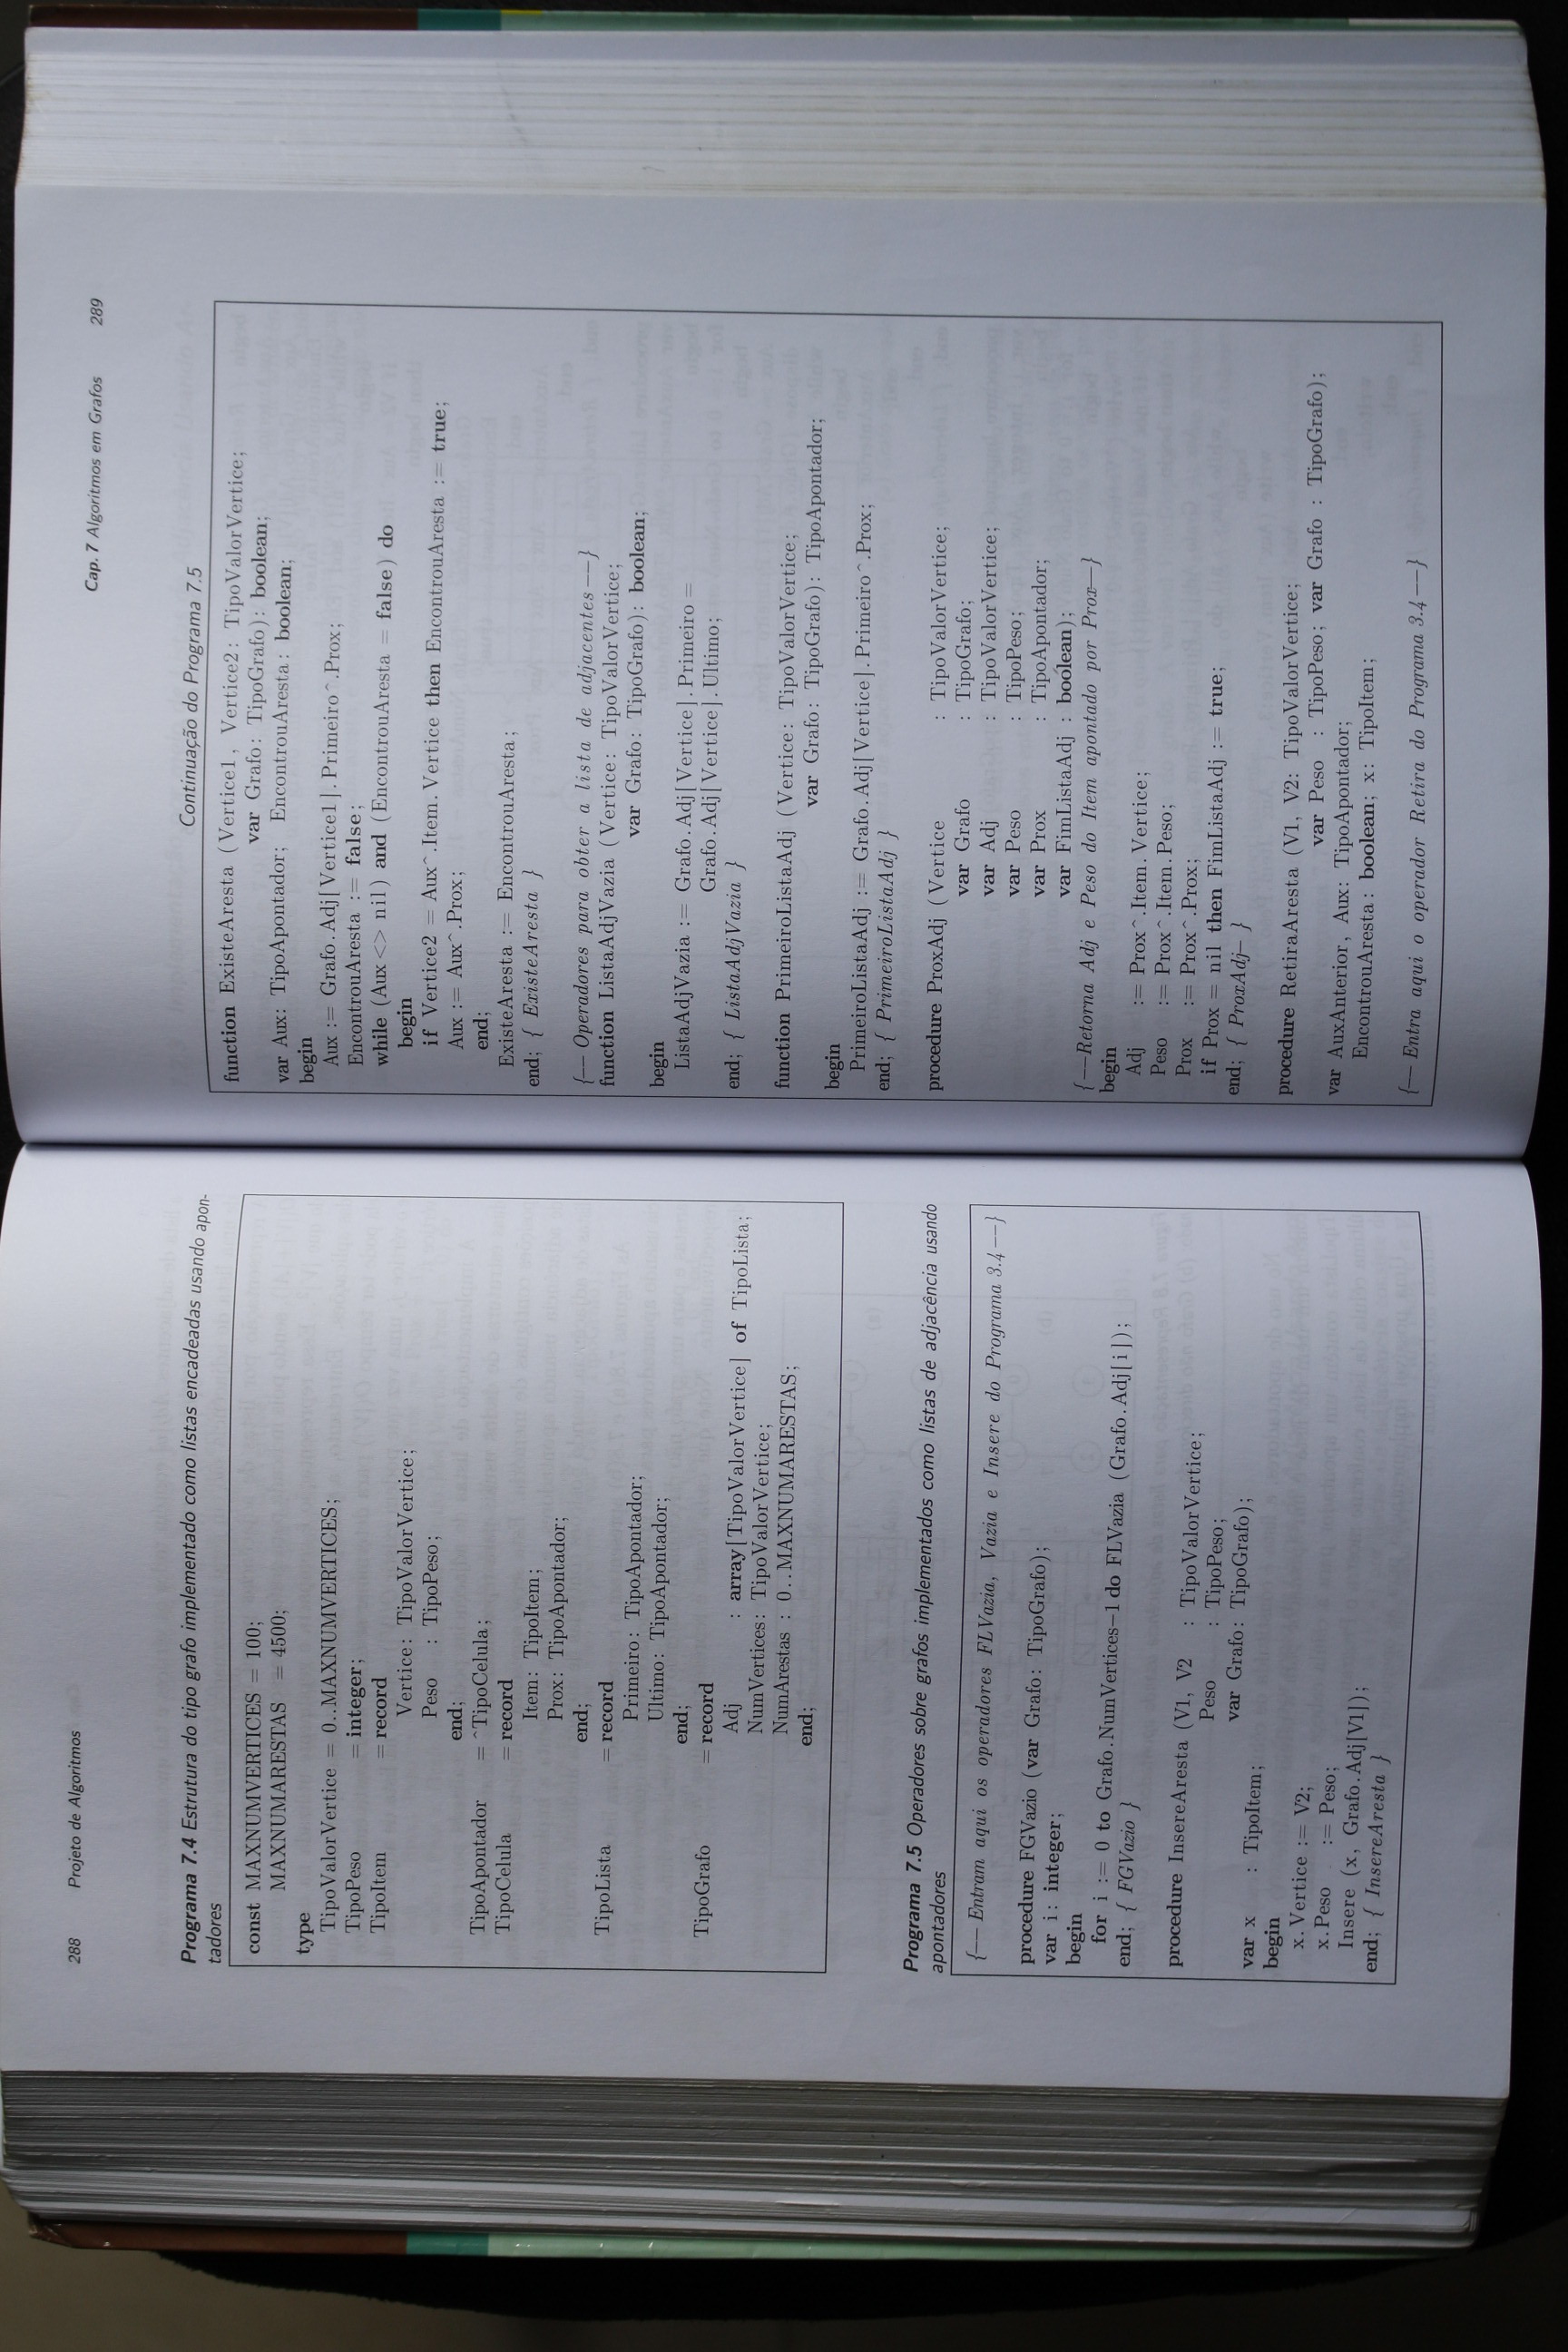 288 Projeto de Algoritmos
Programa 7.4 Estrutura do tipo grafo implementado como listas encadeadas usando apon-
tadores
const MAXNUMVERTICES = 100;
MAXNUMARESTAS = 4500;
type
TipoValorVertice = 0..MAXNUMVERTICES;
TipoPeso = integer;
TipoItem = record
Vertice: TipoValorVertice;
Peso : TipoPeso;
end;
TipoApontador = ^TipoCelula;
TipoCelula = record
Item: TipoItem;
Prox: TipoApontador;
end;
TipoLista = record
Primeiro: TipoApontador;
Ultimo: TipoApontador;
end;
TipoGrafo = record
Adj : array[TipoValorVertice] of TipoLista;
NumVertices: TipoValorVertice;
NumArestas : 0..MAXNUMARESTAS;
end;
Programa 7.5 Operadores sobre grafos implementados como listas de adjacência usando
apontadores
{-- Entram aqui os operadores FLVazia, Vazia e Insere do Programa 3.4--}
procedure FGVazio (var Grafo: TipoGrafo);
var i: integer;
begin
for i := 0 to Grafo.NumVertices-1 do FLVazia (Grafo.Adj[i]);
end; { FGVazio }
procedure InsereAresta (V1, V2 : TipoValorVertice;
Peso : TipoPeso;
var Grafo: TipoGrafo);
var x : TipoItem;
begin
x.Vertice := V2;
x.Peso := Peso;
Insere (x, Grafo.Adj[V1]);
end; { InsereAresta }
Cap. 7 Algoritmos em Grafos 289
Continuação do Programa 7.5
function ExisteAresta (Vertice1, Vertice2: TipoValorVertice;
var Grafo: TipoGrafo): boolean;
var Aux: TipoApontador; EncontrouAresta: boolean;
begin
Aux := Grafo.Adj[Vertice1].Primeiro^.Prox;
EncontrouAresta := false;
while (Aux <> nil) and (EncontrouAresta = false) do
begin
if Vertice2 = Aux^.Item.Vertice then EncontrouAresta := true;
Aux := Aux^.Prox;
end;
ExisteAresta := EncontrouAresta;
end; { ExisteAresta }
{-- Operadores para obter a lista de adjacentes--}
function ListaAdjVazia (Vertice: TipoValorVertice;
var Grafo: TipoGrafo): boolean;
begin
ListaAdjVazia := Grafo.Adj[Vertice].Primeiro =
Grafo.Adj[Vertice].Ultimo;
end; { ListaAdjVazia }
function PrimeiroListaAdj (Vertice: TipoValorVertice;
var Grafo: TipoGrafo): TipoApontador;
begin
PrimeiroListaAdj := Grafo.Adj[Vertice].Primeiro^.Prox;
end; { PrimeiroListaAdj }
procedure ProxAdj (Vertice : TipoValorVertice;
var Grafo : TipoGrafo;
var Adj : TipoValorVertice;
var Peso : TipoPeso;
var Prox : TipoApontador;
var FimListaAdj : boolean);
{--Retorna Adj e Peso do Item apontado por Prox--}
begin
Adj := Prox^.Item.Vertice;
Peso := Prox^.Item.Peso;
Prox := Prox^.Prox;
if Prox = nil then FimListaAdj := true;
end; { ProxAdj- }
procedure RetiraAresta (V1, V2: TipoValorVertice;
var Peso : TipoPeso; var Grafo : TipoGrafo);
var AuxAnterior, Aux: TipoApontador;
EncontrouAresta: boolean; x: TipoItem;
{-- Entra aqui o operador Retira do Programa 3.4--}